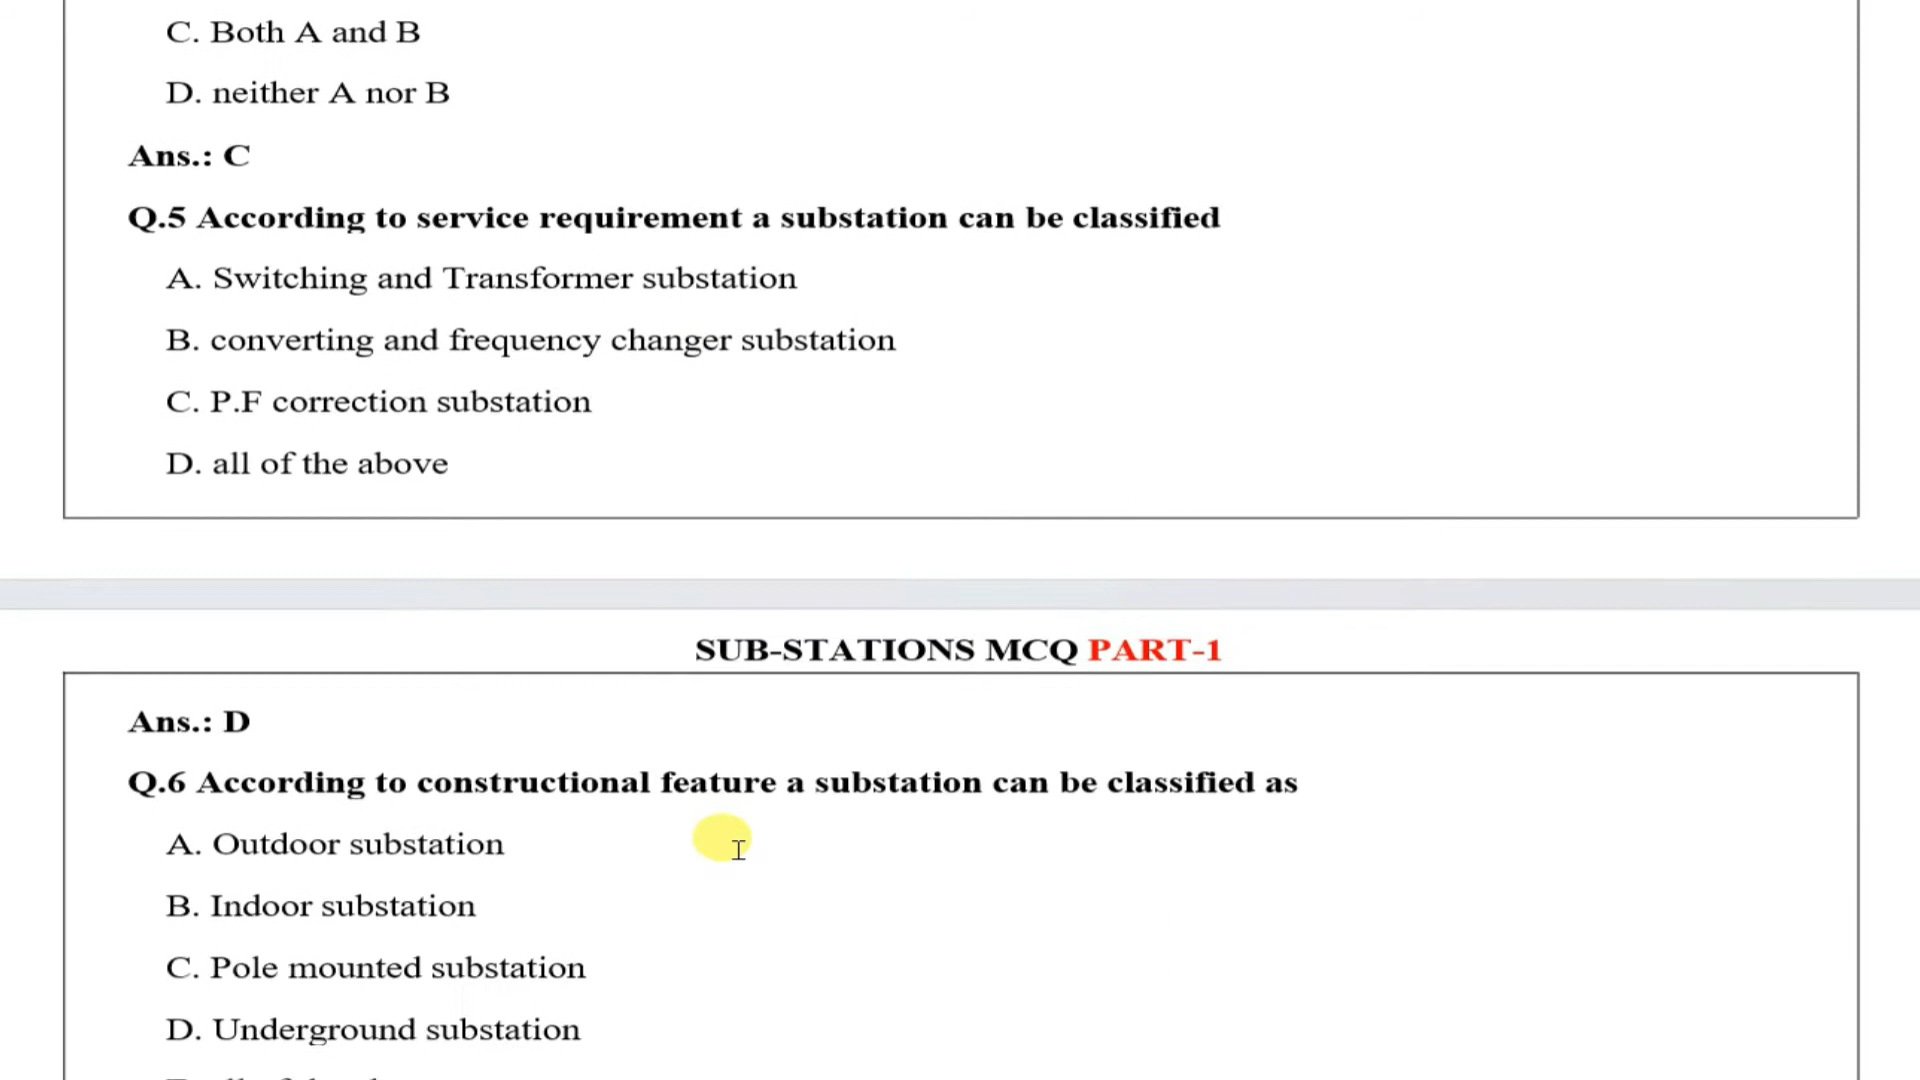 C. Both A and B
D. neither A nor B
Ans.: C
Q.5 According to service requirement a substation can be classified
A. Switching and Transformer substation
B. converting and frequency changer substation
C. P.F correction substation
D. all of the above
SUB-STATIONS MCQ PART-1
Ans.: D
Q.6 According to constructional feature a substation can be classified as
A. Outdoor substation
B. Indoor substation
C. Pole mounted substation
D. Underground substation